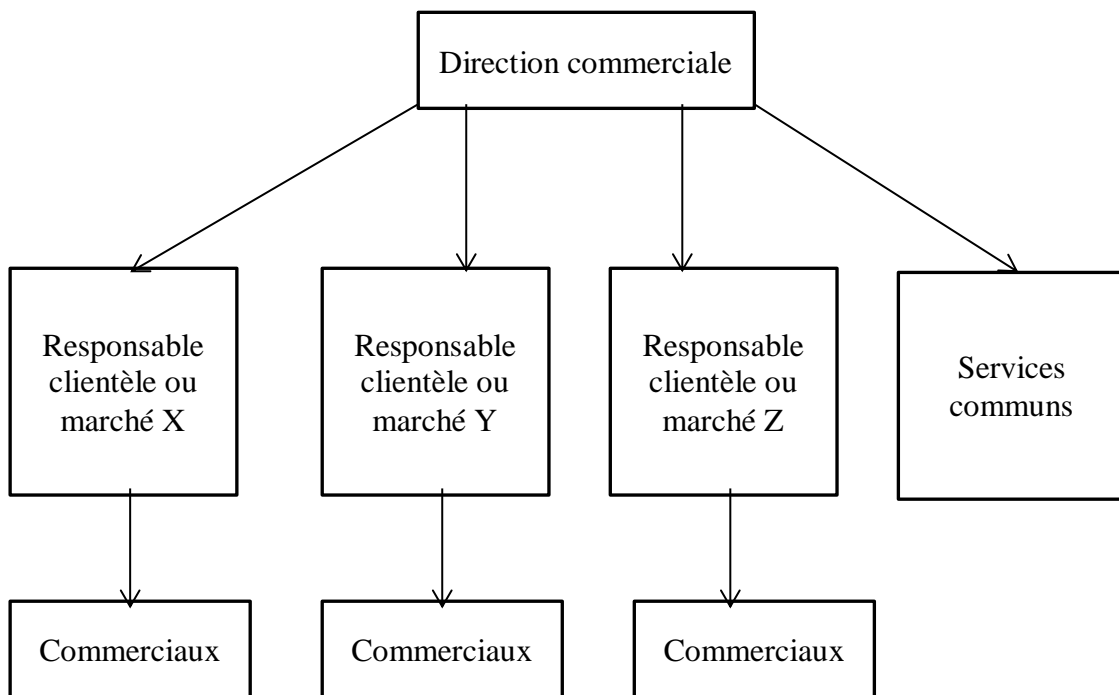 Direction commerciale
Responsable
clientèle ou
marché X
Responsable
clientèle ou
marché Y
Responsable
clientèle ou
marché Z
Services
communs
Commerciaux
Commerciaux
Commerciaux